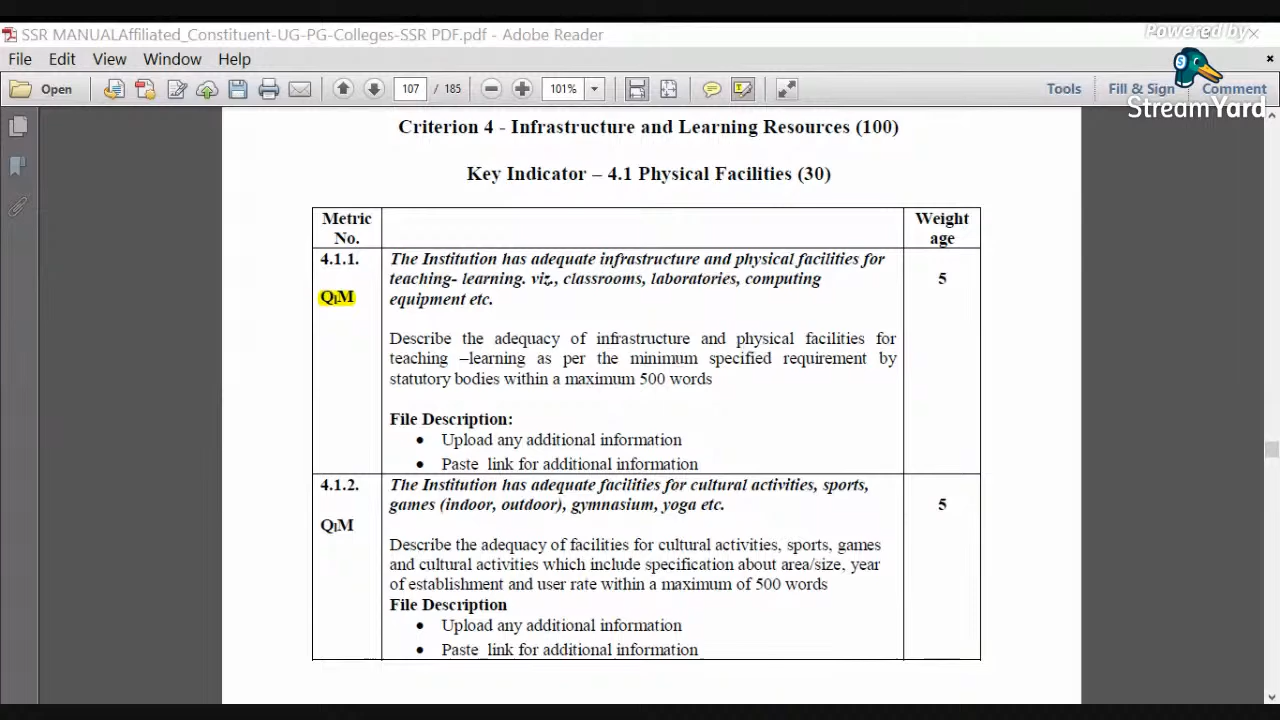 SSR MANUALAffiliated_Constituent-UG-PG-Colleges-SSR PDF.pdf - Adobe Reader
Powered by
File Edit View Window Help
Open 107 / 185 101% Tools Fill & Sign Comment
StreamYard
Criterion 4 - Infrastructure and Learning Resources (100)
Key Indicator – 4.1 Physical Facilities (30)
Metric No.
Weight age
4.1.1.
QlM
The Institution has adequate infrastructure and physical facilities for
teaching- learning. viz., classrooms, laboratories, computing
equipment etc.
5
Describe the adequacy of infrastructure and physical facilities for
teaching –learning as per the minimum specified requirement by
statutory bodies within a maximum 500 words
File Description:
• Upload any additional information
• Paste link for additional information
4.1.2.
QlM
The Institution has adequate facilities for cultural activities, sports,
games (indoor, outdoor), gymnasium, yoga etc.
5
Describe the adequacy of facilities for cultural activities, sports, games
and cultural activities which include specification about area/size, year
of establishment and user rate within a maximum of 500 words
File Description
• Upload any additional information
• Paste link for additional information